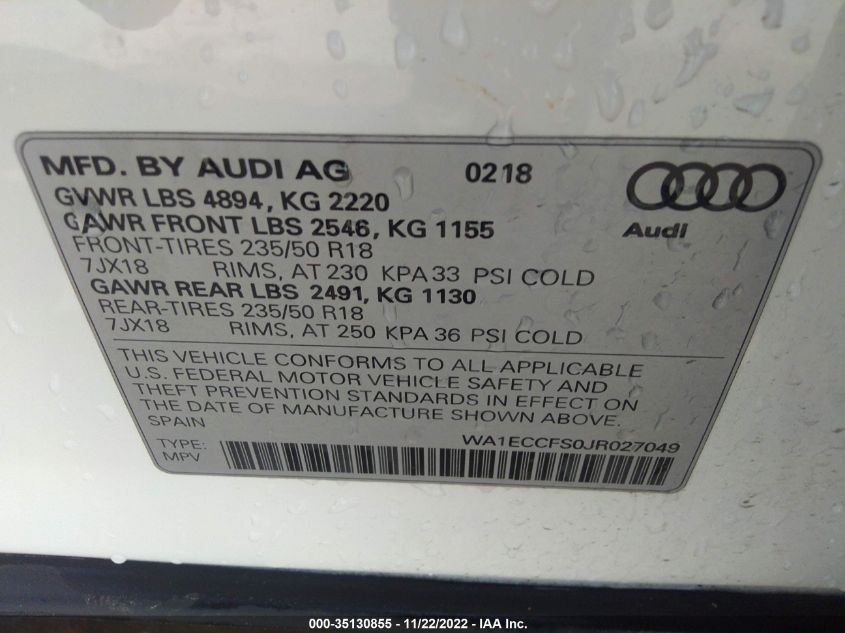 MFD. BY AUDI AG 0218
GVWR LBS 4894, KG 2220
GAWR FRONT LBS 2546, KG 1155
Audi
FRONT-TIRES 235/50 R18
7JX18 RIMS, AT 230 KPA 33 PSI COLD
GAWR REAR LBS 2491, KG 1130
REAR-TIRES 235/50 R18
7JX18 RIMS, AT 250 KPA 36 PSI COLD
THIS VEHICLE CONFORMS TO ALL APPLICABLE
U.S. FEDERAL MOTOR VEHICLE SAFETY AND
THEFT PREVENTION STANDARDS IN EFFECT ON
THE DATE OF MANUFACTURE SHOWN ABOVE.
SPAIN
WA1ECCFS0JR027049
TYPE:
MPV
000-35130855 - 11/22/2022 - IAA Inc.